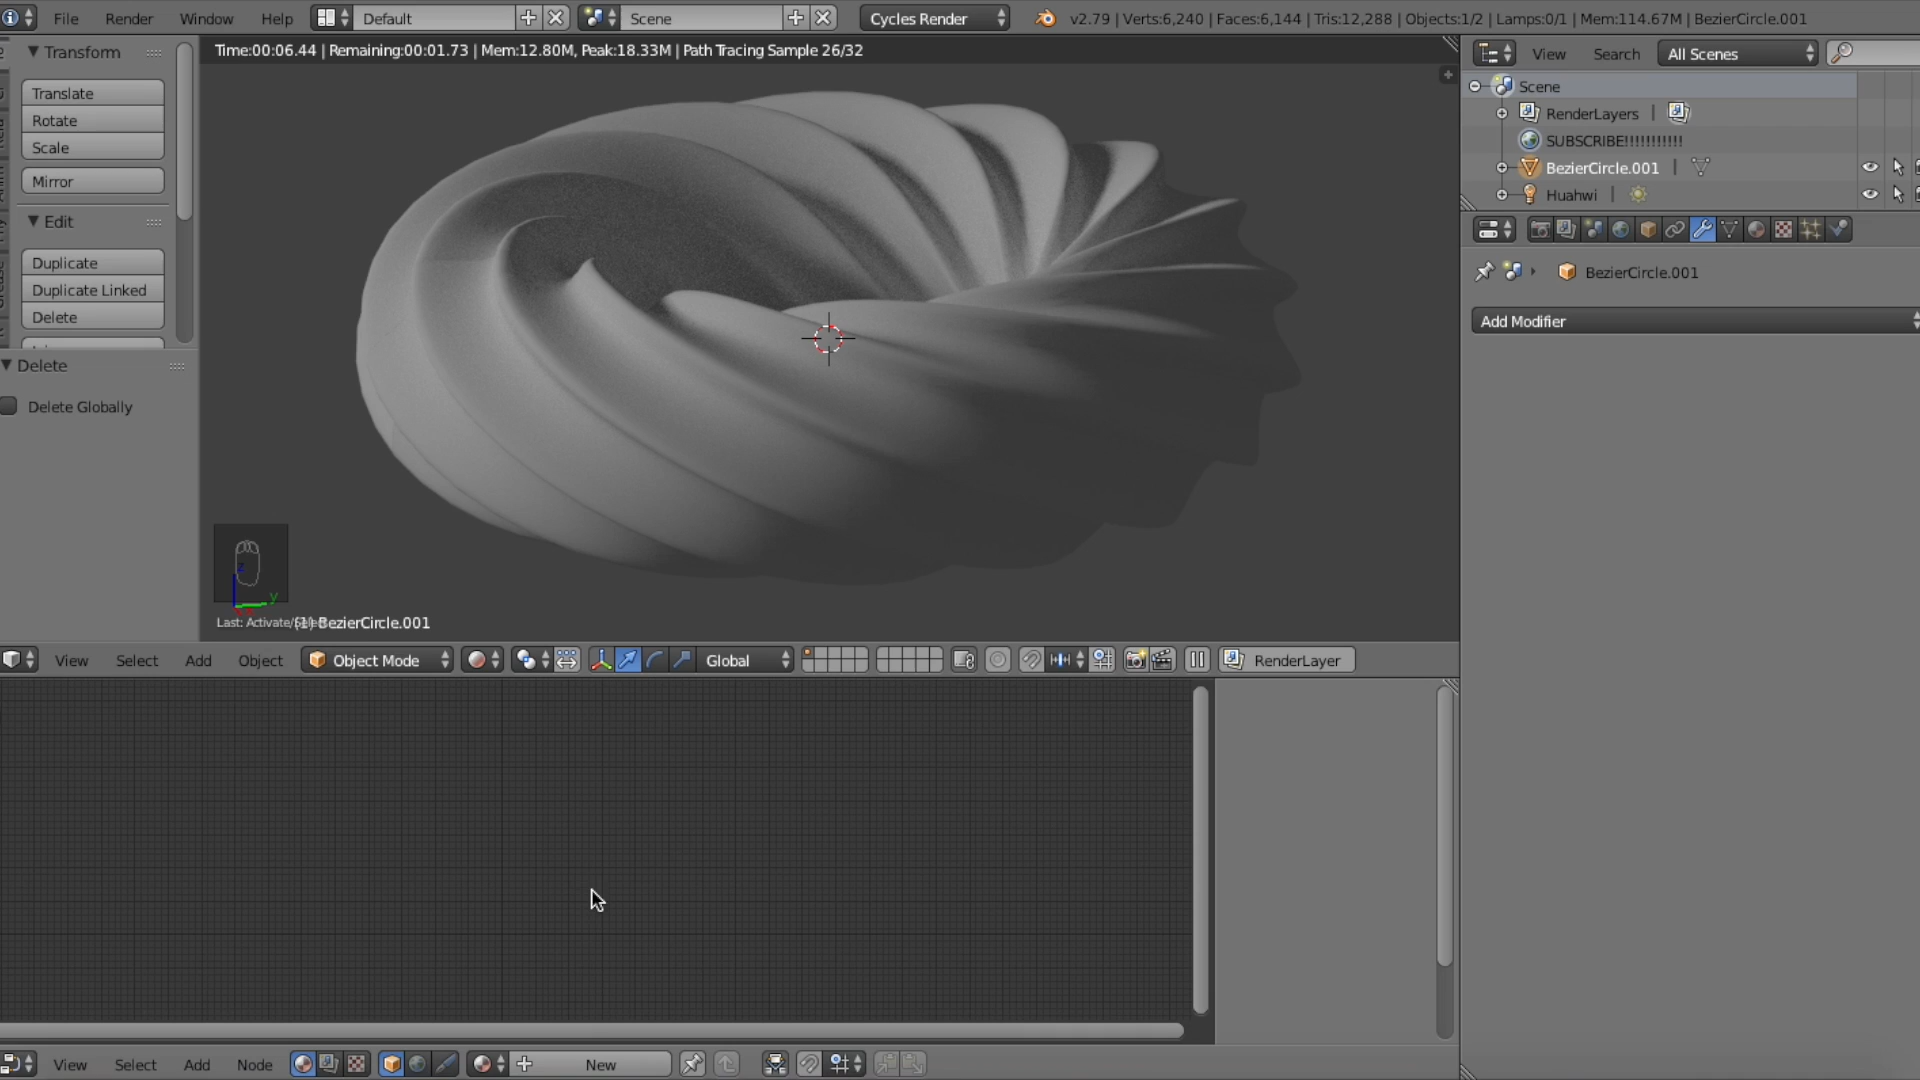 File Render Window Help Default Scene Cycles Render v2.79 | Verts:6,240 | Faces:6,144 | Tris:12,288 | Objects:1/2 | Lamps:0/1 | Mem:114.67M | BezierCircle.001
Time:00:06.44 | Remaining:00:01.73 | Mem:12.80M, Peak:18.33M | Path Tracing Sample 26/32
Transform
Translate
Rotate
Scale
Mirror
Edit
Duplicate
Duplicate Linked
Delete
Delete
Delete Globally
View Search All Scenes
Scene
RenderLayers |
SUBSCRIBE!!!!!!!!!!!
BezierCircle.001 |
Huahwi |
BezierCircle.001
Add Modifier
z
y
Last: Activate/
(1) BezierCircle.001
View Select Add Object Object Mode Global RenderLayer
View Select Add Node New